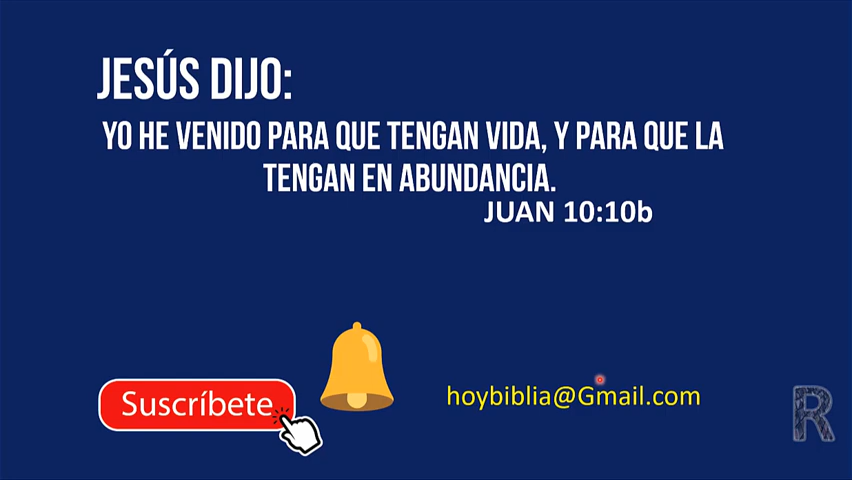 JESÚS DIJO:
YO HE VENIDO PARA QUE TENGAN VIDA, Y PARA QUE LA
TENGAN EN ABUNDANCIA.
JUAN 10:10b
Suscríbete
hoybiblia@Gmail.com
R